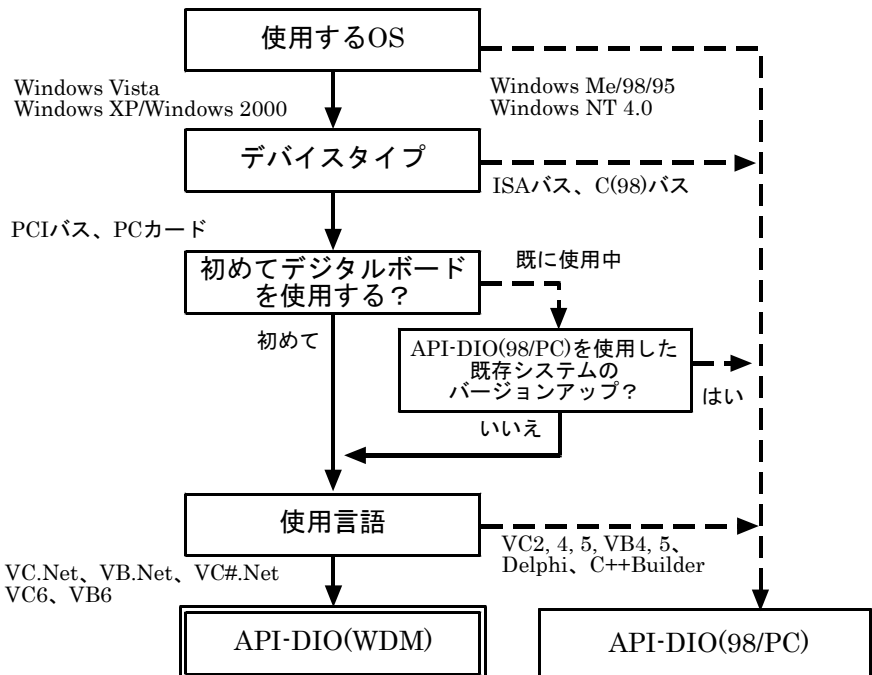 使用するOS
Windows Vista
Windows XP/Windows 2000
Windows Me/98/95
Windows NT 4.0
デバイスタイプ
ISAバス、C(98)バス
PCIバス、PCカード
初めてデジタルボード
を使用する？
既に使用中
初めて
API-DIO(98/PC)を使用した
既存システムの
バージョンアップ？
はい
いいえ
使用言語
VC2, 4, 5, VB4, 5、
Delphi、C++Builder
VC.Net、VB.Net、VC#.Net
VC6、VB6
API-DIO(WDM)
API-DIO(98/PC)